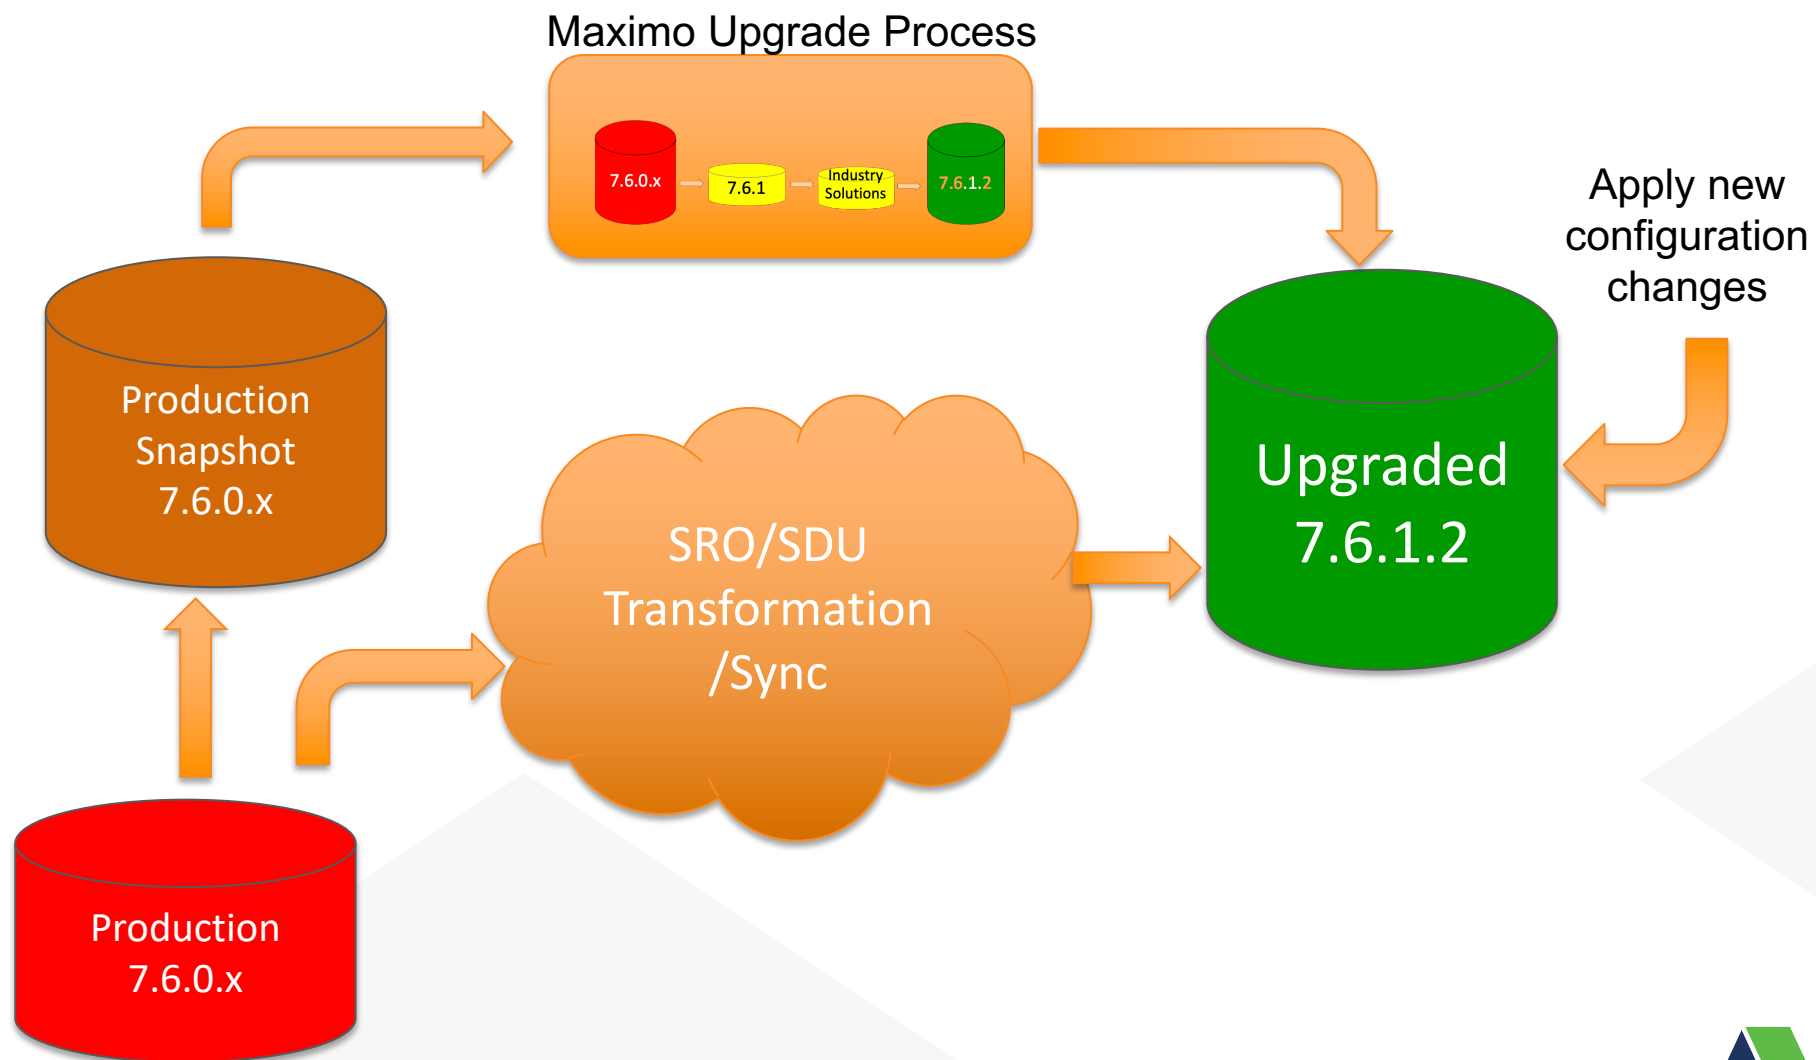 Maximo Upgrade Process
7.6.0.x
7.6.1
Industry
Solutions
7.6.1.2
Apply new
configuration
changes
Production
Snapshot
7.6.0.x
Upgraded
7.6.1.2
SRO/SDU
Transformation
/Sync
Production
7.6.0.x